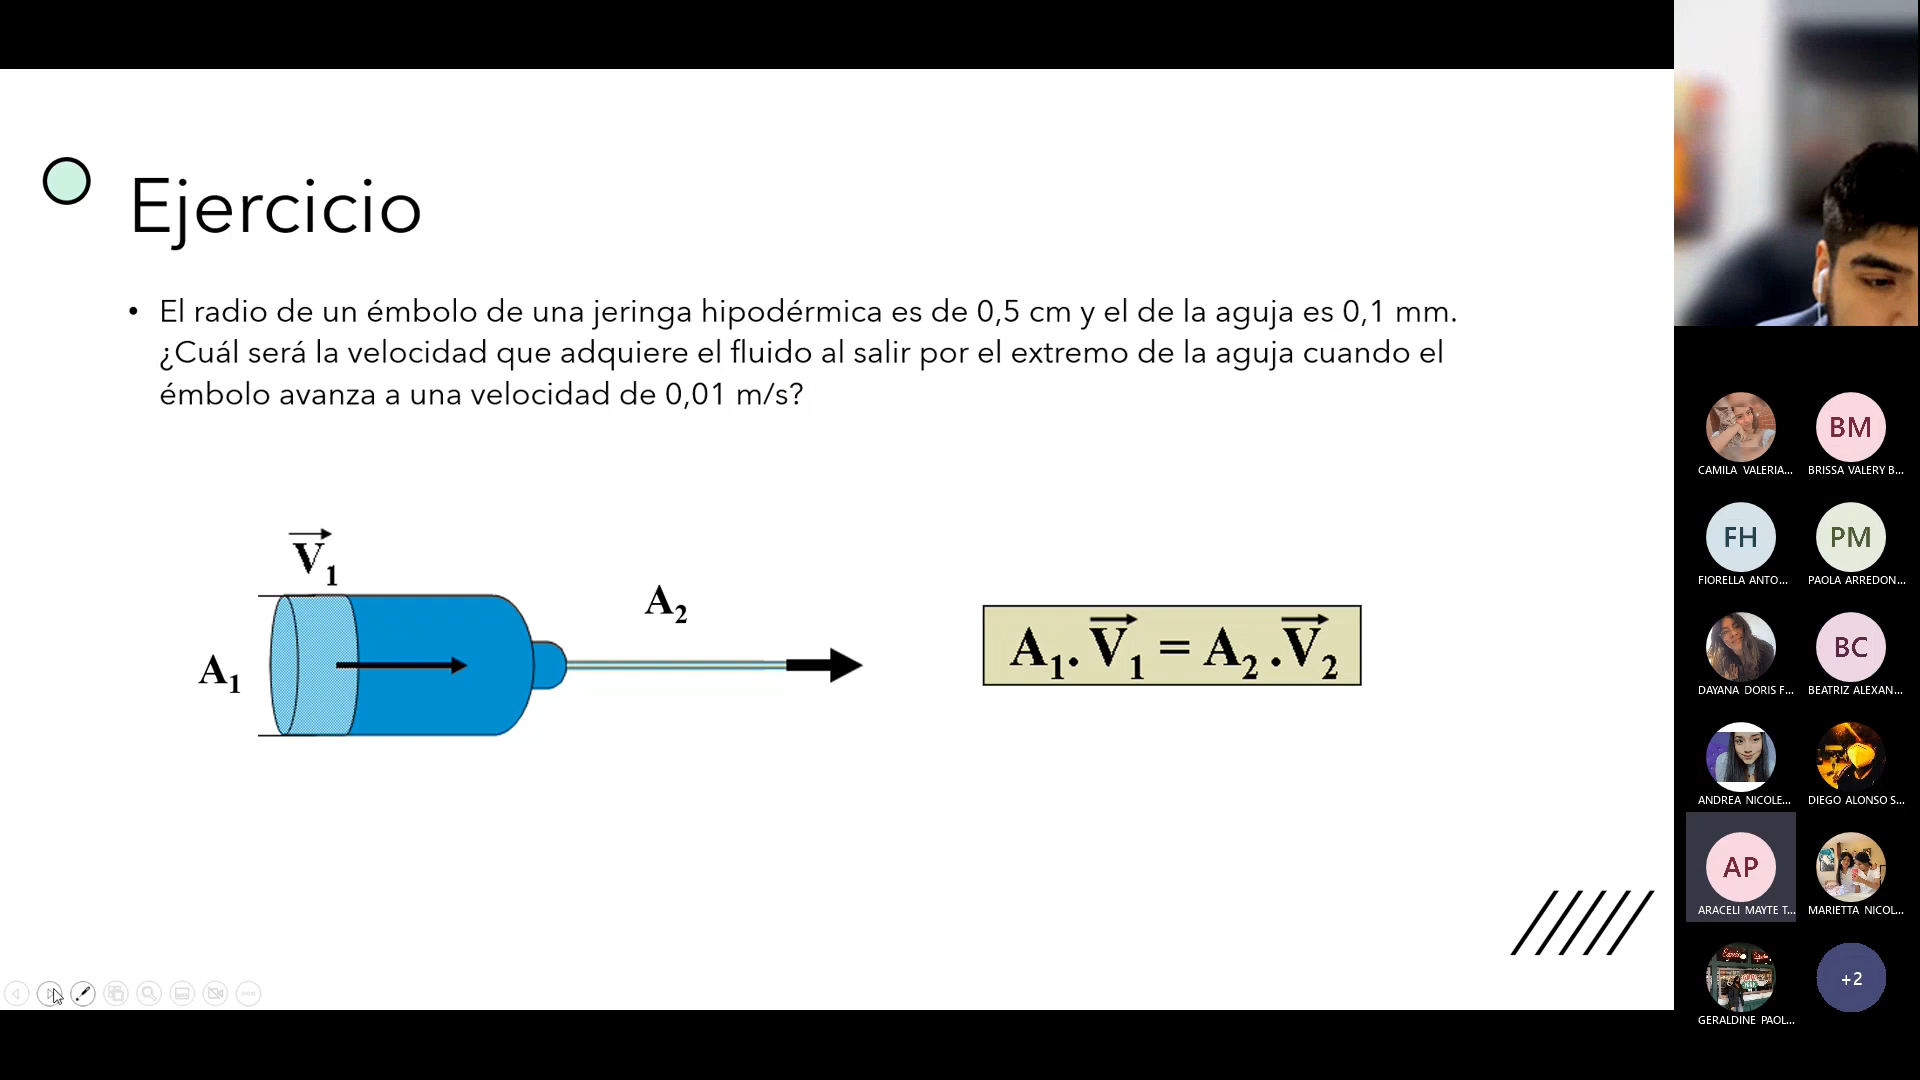 Ejercicio
• El radio de un émbolo de una jeringa hipodérmica es de 0,5 cm y el de la aguja es 0,1 mm.
¿Cuál será la velocidad que adquiere el fluido al salir por el extremo de la aguja cuando el
émbolo avanza a una velocidad de 0,01 m/s?
V1
A2
A1
A1. V1 = A2 .V2
BM
CAMILA VALERIA...
BRISSA VALERY B...
FH
PM
FIORELLA ANTO...
PAOLA ARREDON...
BC
DAYANA DORIS F...
BEATRIZ ALEXAN...
ANDREA NICOLE...
DIEGO ALONSO S...
AP
ARACELI MAYTE T...
MARIETTA NICOL...
+2
GERALDINE PAOL...